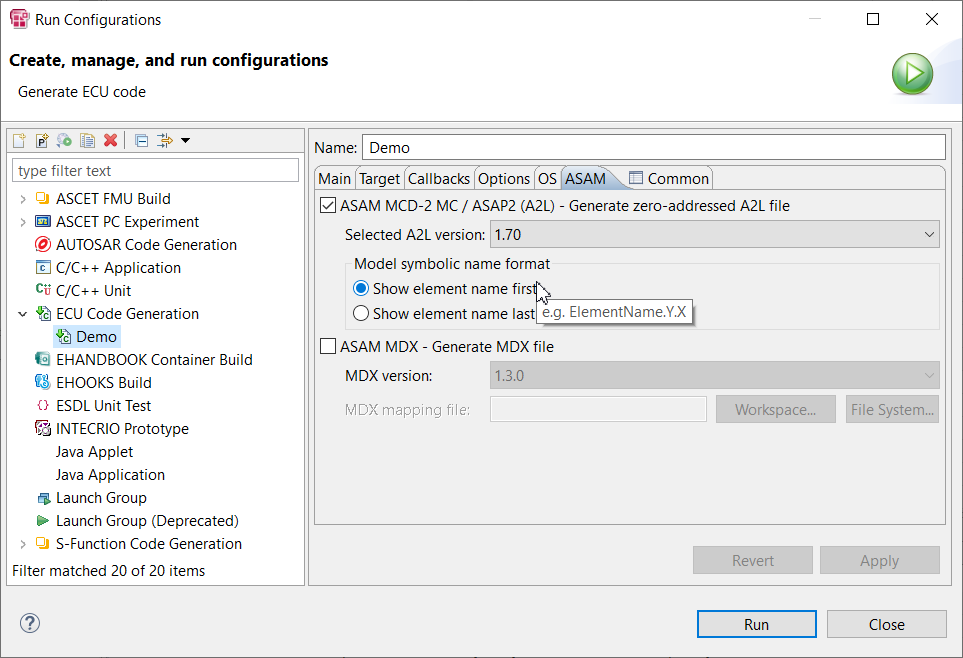 Run Configurations
Create, manage, and run configurations
Generate ECU code
type filter text
ASCET FMU Build
ASCET PC Experiment
AUTOSAR Code Generation
C/C++ Application
C/C++ Unit
ECU Code Generation
Demo
EHANDBOOK Container Build
EHOOKS Build
ESDL Unit Test
INTECRIO Prototype
Java Applet
Java Application
Launch Group
Launch Group (Deprecated)
S-Function Code Generation
Filter matched 20 of 20 items
Name: Demo
Main Target Callbacks Options OS ASAM Common
ASAM MCD-2 MC / ASAP2 (A2L) - Generate zero-addressed A2L file
Selected A2L version: 1.70
Model symbolic name format
Show element name first
Show element name last
e.g. ElementName.Y.X
ASAM MDX - Generate MDX file
MDX version: 1.3.0
MDX mapping file: Workspace... File System...
Revert Apply
Run Close